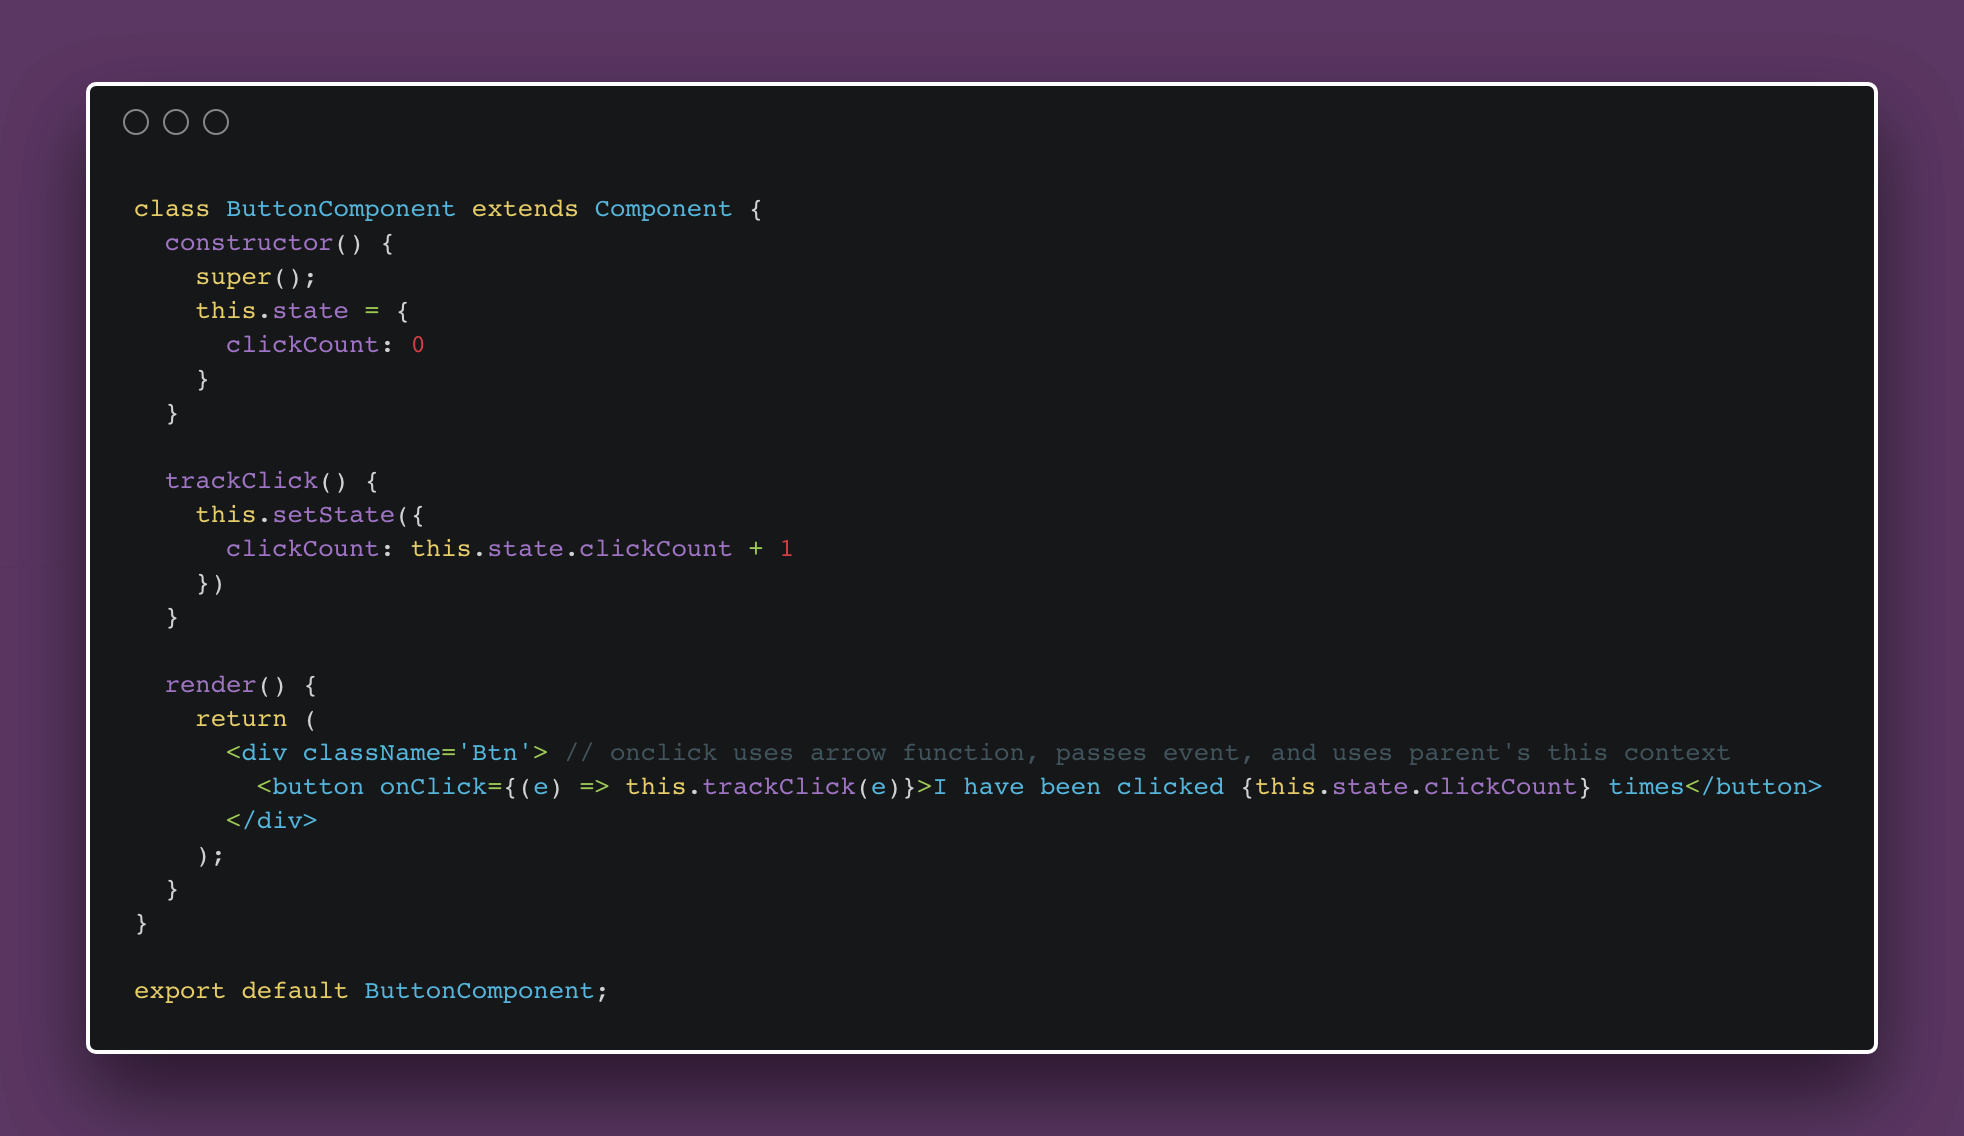 class ButtonComponent extends Component {
  constructor() {
    super();
    this.state = {
      clickCount: 0
    }
  }

  trackClick() {
    this.setState({
      clickCount: this.state.clickCount + 1
    })
  }

  render() {
    return (
      <div className='Btn'> // onclick uses arrow function, passes event, and uses parent's this context
        <button onClick={(e) => this.trackClick(e)}>I have been clicked {this.state.clickCount} times</button>
      </div>
    );
  }
}

export default ButtonComponent;